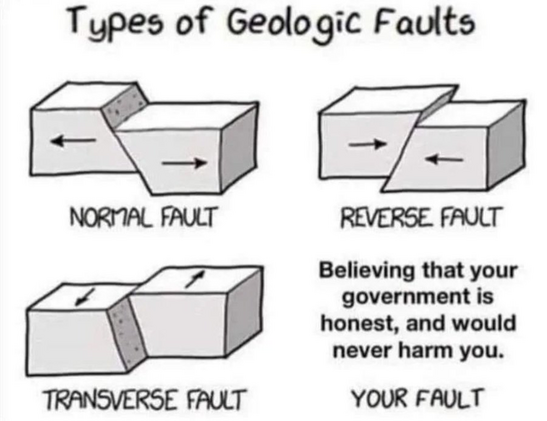 Types of Geologic Faults
NORMAL FAULT
REVERSE FAULT
TRANSVERSE FAULT
Believing that your
government is
honest, and would
never harm you.
YOUR FAULT